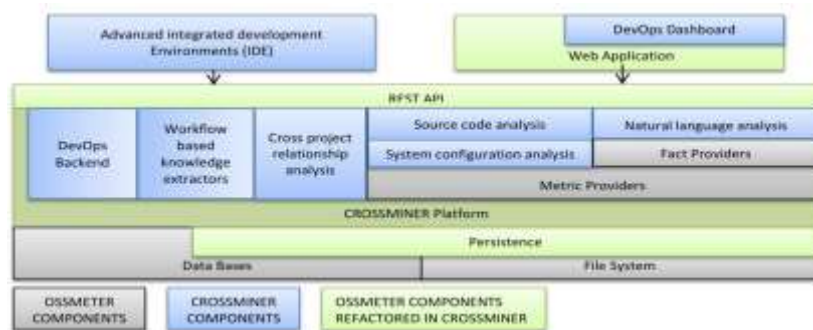 Advanced integrated development
Environments (IDE)
DevOps Dashboard
Web Application
REST API
DevOps
Backend
Workflow
based
knowledge
extractors
Cross project
relationship
analysis
Source code analysis
System configuration analysis
Natural language analysis
Fact Providers
Metric Providers
CROSSMINER Platform
Persistence
Data Bases
File System
OSSMETER
COMPONENTS
CROSSMINER
COMPONENTS
OSSMETER COMPONENTS
REFACTORED IN CROSSMINER